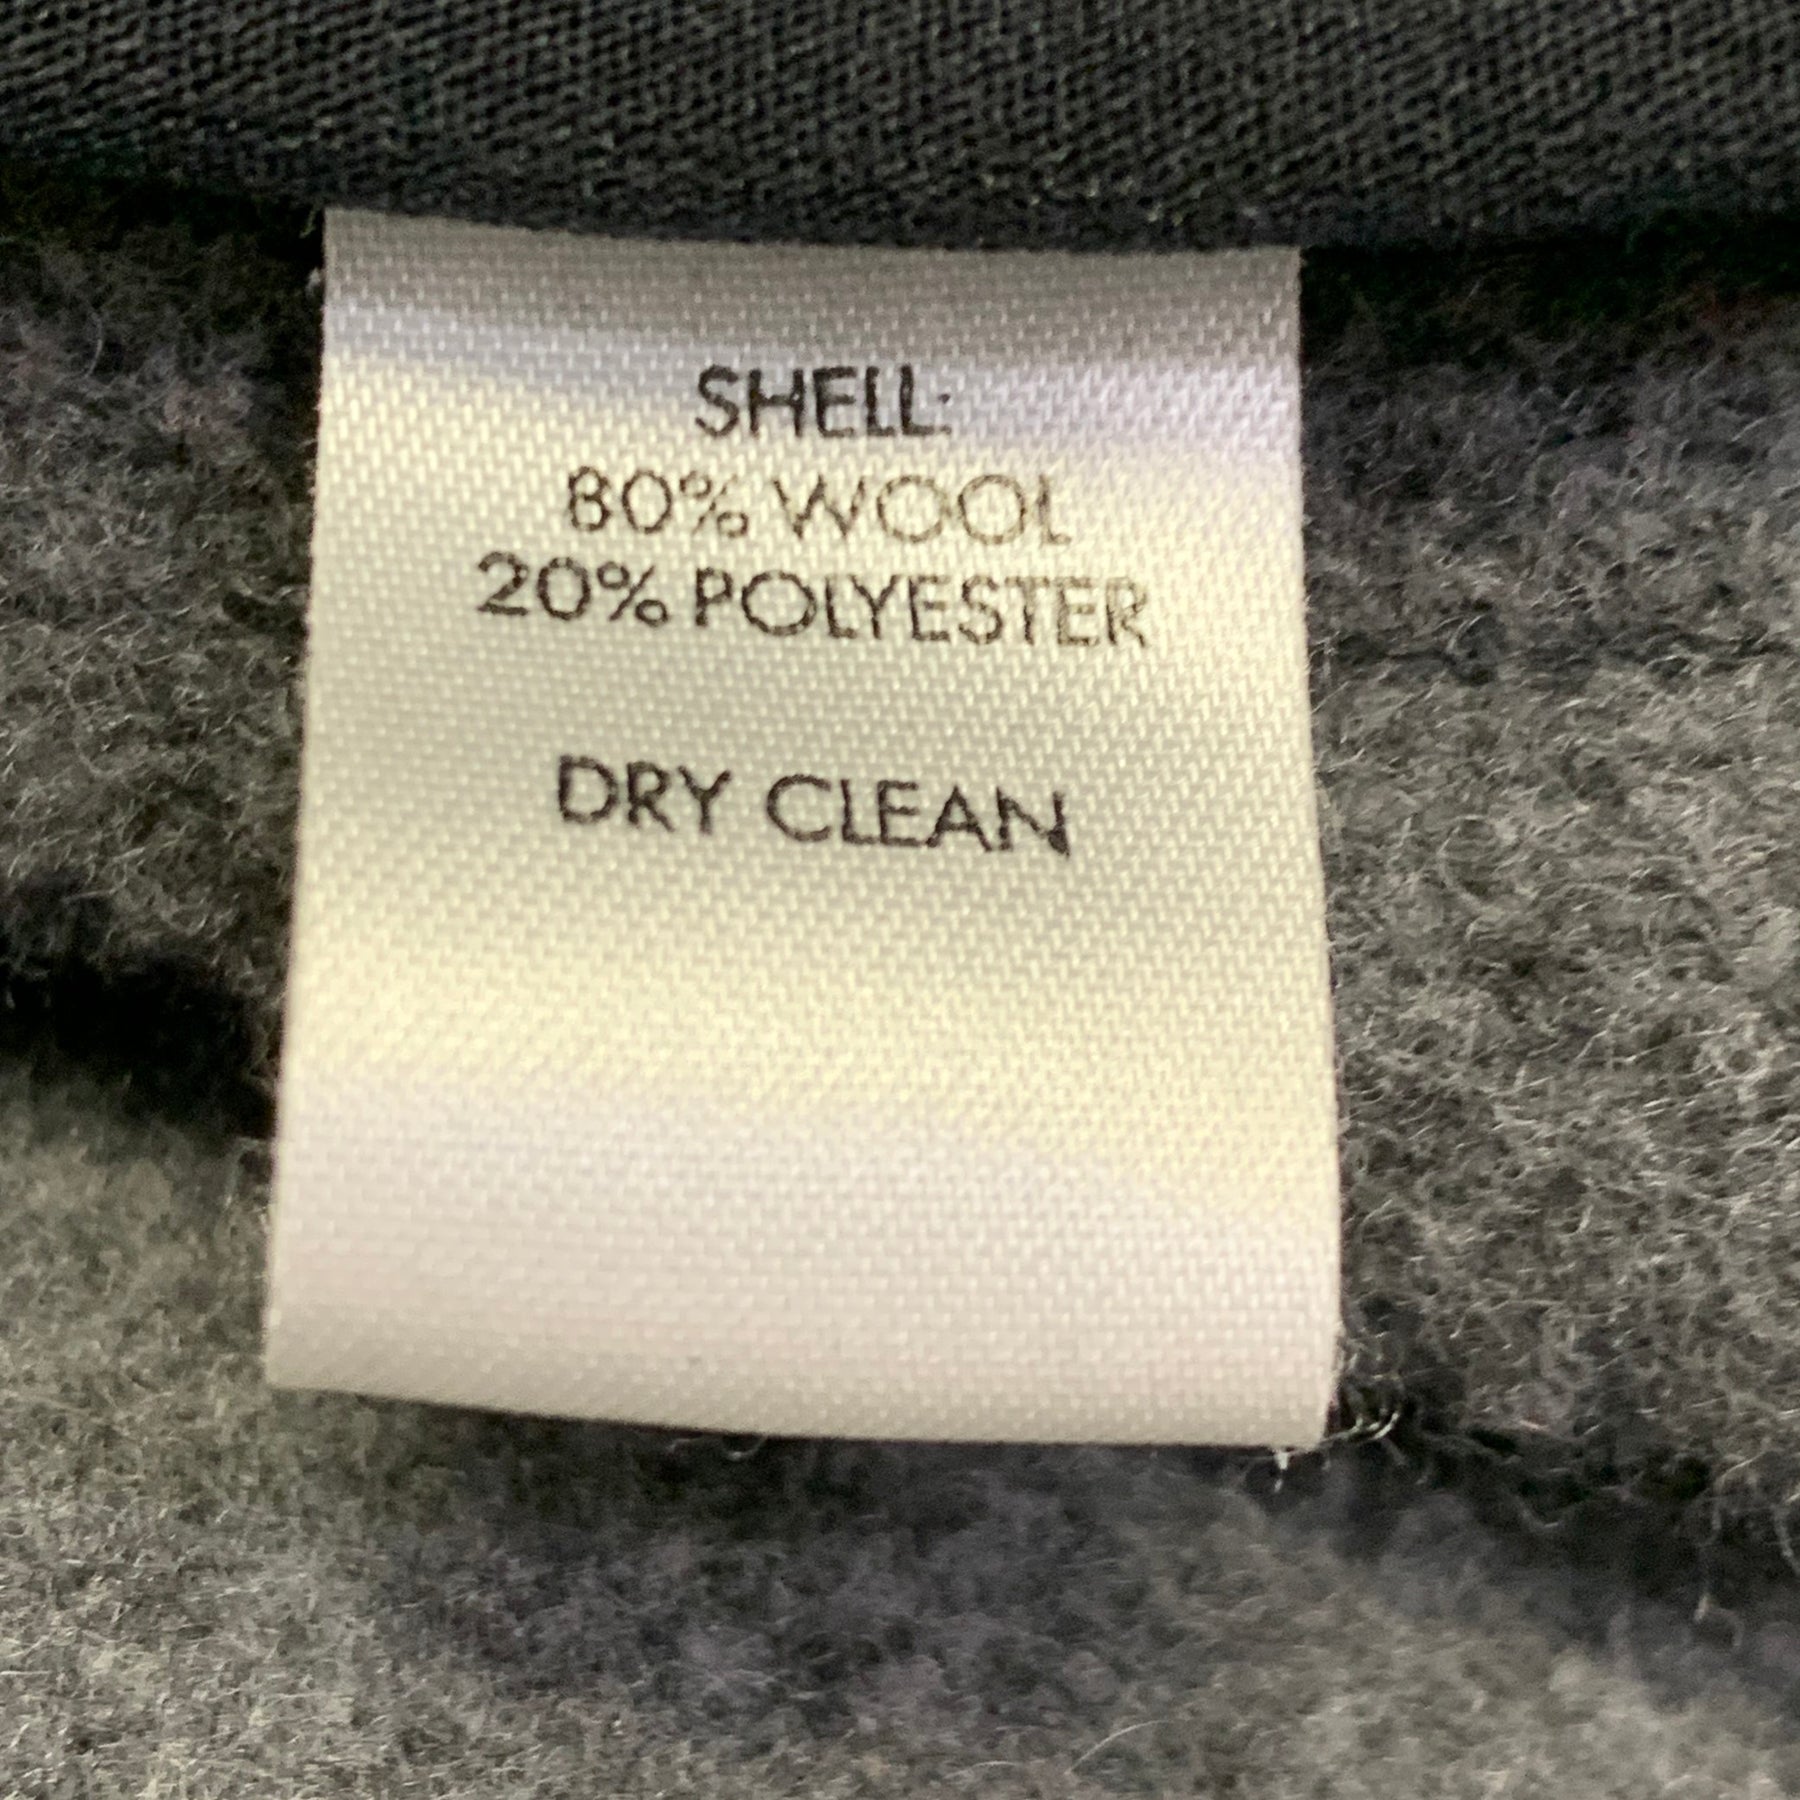 SHELL:
80% WOOL
20% POLYESTER
DRY CLEAN